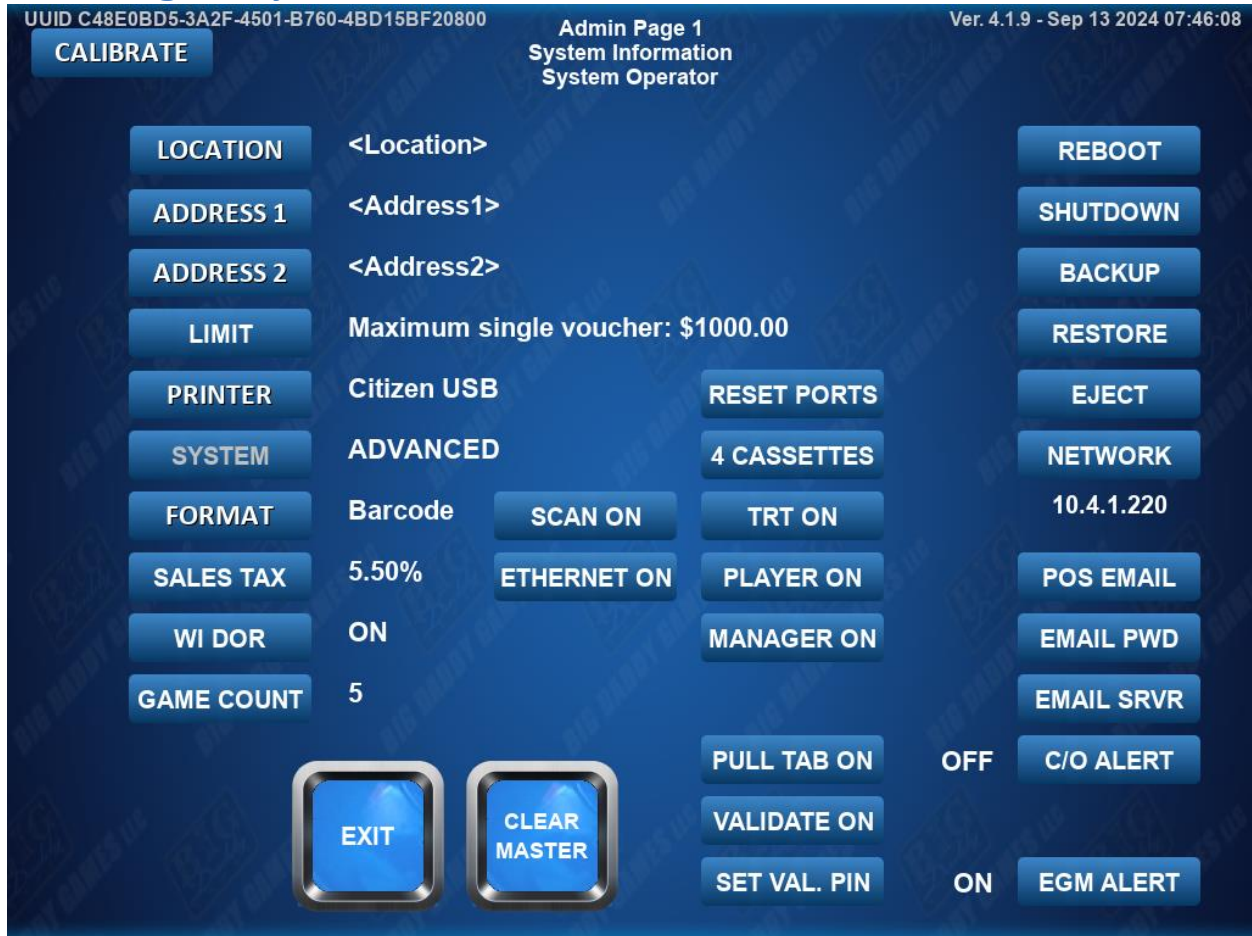 UUID C48E0BD5-3A2F-4501-B760-4BD15BF20800
Admin Page 1
Ver. 4.1.9 - Sep 13 2024 07:46:08
CALIBRATE
System Information
System Operator
LOCATION <Location> REBOOT
ADDRESS 1 <Address1> SHUTDOWN
ADDRESS 2 <Address2> BACKUP
LIMIT Maximum single voucher: $1000.00 RESTORE
PRINTER Citizen USB RESET PORTS EJECT
SYSTEM ADVANCED 4 CASSETTES NETWORK
FORMAT Barcode SCAN ON TRT ON 10.4.1.220
SALES TAX 5.50% ETHERNET ON PLAYER ON POS EMAIL
WI DOR ON MANAGER ON EMAIL PWD
GAME COUNT 5 EMAIL SRVR
PULL TAB ON OFF C/O ALERT
EXIT
CLEAR
MASTER
VALIDATE ON
SET VAL. PIN ON EGM ALERT
BIG DADDY GAMES LLC